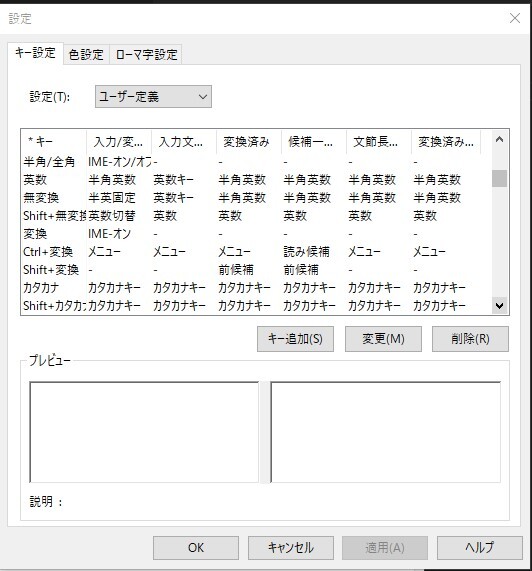 設定
キー設定 色設定 ローマ字設定
設定(T): ユーザー定義
* キー 入力/変... 入力文... 変換済み 候補一... 文節長... 変換済み...
半角/全角 IME-オン/オフ - - - - -
英数 半角英数 英数キー 半角英数 半角英数 半角英数 半角英数
無変換 半英固定 英数キー 半角英数 半角英数 半角英数 半角英数
Shift+無変換 英数切替 英数 英数 英数 英数 英数
変換 IME-オン - - - - -
Ctrl+変換 メニュー メニュー メニュー 読み候補 メニュー メニュー
Shift+変換 - - 前候補 前候補 - -
カタカナ カタカナキー カタカナキー カタカナキー カタカナキー カタカナキー カタカナキー
Shift+カタカナ カタカナキー カタカナキー カタカナキー カタカナキー カタカナキー カタカナキー
キー追加(S) 変更(M) 削除(R)
プレビュー
説明 :
OK キャンセル 適用(A) ヘルプ